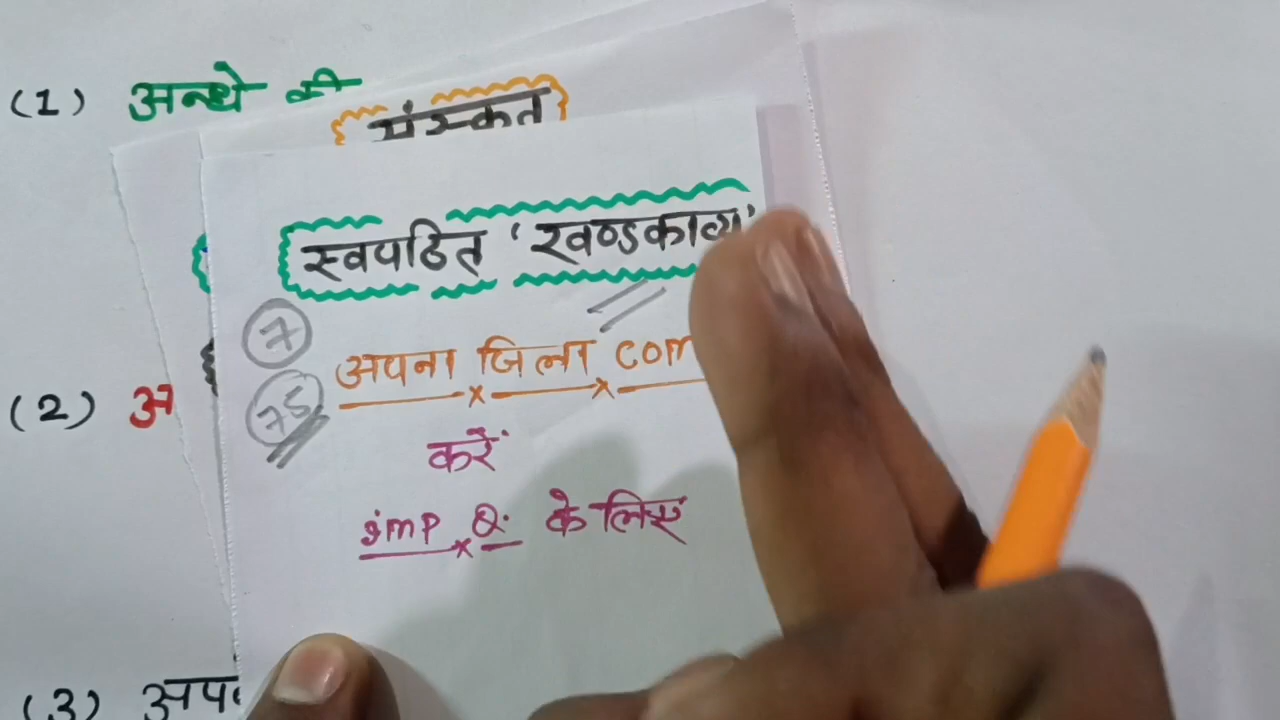 (1) अन्धे की
संस्कृत
स्वपठित ‘खण्डकाव्य’
7
अपना जिला com
75
(2) अ
करें
imp Q. के लिए
(3) अप